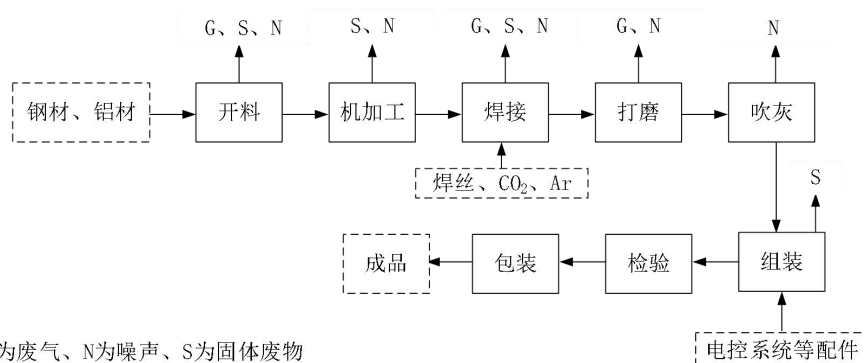 G、S、N
S、N
G、S、N
G、N
N
钢材、铝材
开料
机加工
焊接
打磨
吹灰
焊丝、CO₂、Ar
S
成品
包装
检验
组装
为废气、N为噪声、S为固体废物
电控系统等配件